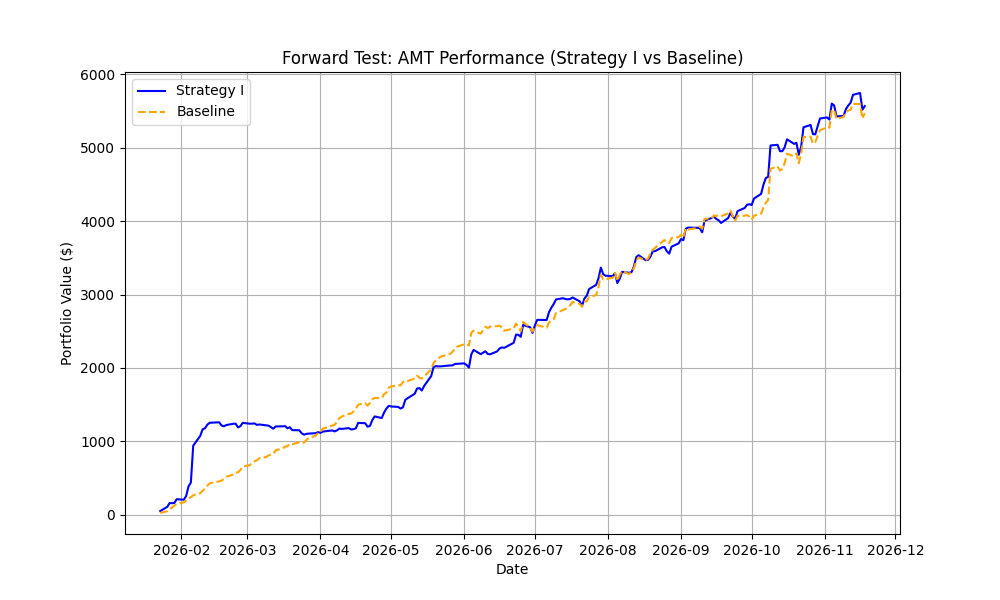 Forward Test: AMT Performance (Strategy I vs Baseline)
Strategy I
Baseline
6000
5000
4000
3000
2000
1000
0
Portfolio Value ($)
2026-02 2026-03 2026-04 2026-05 2026-06 2026-07 2026-08 2026-09 2026-10 2026-11 2026-12
Date